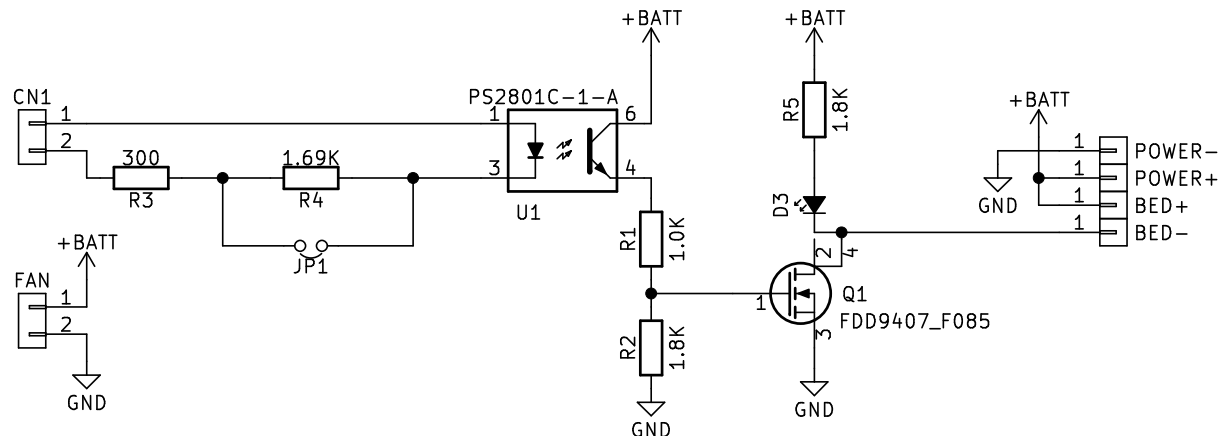 +BATT
+BATT
CN1
1
2
300
R3
1.69K
R4
JP1
PS2801C-1-A
1
3
6
4
U1
+BATT
FAN
1
2
GND
R1
1.0K
R2
1.8K
GND
R5
1.8K
D3
2
4
1
3
Q1
FDD9407_F085
GND
+BATT
GND
1
POWER-
1
POWER+
1
BED+
1
BED-